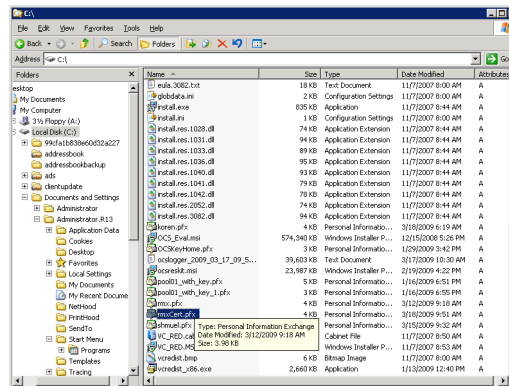 C:\
File Edit View Favorites Tools Help
Back Search Folders
Address C:\ Go
Folders × Name Size Type Date Modified Attributes
esktop
My Documents
My Computer
3½ Floppy (A:)
Local Disk (C:)
99cfa1b838e60d32a227
addressbook
addressbookbackup
ads
clientupdate
Documents and Settings
Administrator
Administrator.R13
Application Data
Cookies
Desktop
Favorites
Local Settings
My Documents
My Recent Docume
NetHood
PrintHood
SendTo
Start Menu
Programs
Templates
Tracing
eula.3082.txt 18 KB Text Document 11/7/2007 8:00 AM A
globdata.ini 2 KB Configuration Settings 11/7/2007 8:00 AM A
install.exe 835 KB Application 11/7/2007 8:44 AM A
install.ini 1 KB Configuration Settings 11/7/2007 8:00 AM A
install.res.1028.dll 74 KB Application Extension 11/7/2007 8:44 AM A
install.res.1031.dll 94 KB Application Extension 11/7/2007 8:44 AM A
install.res.1033.dll 89 KB Application Extension 11/7/2007 8:44 AM A
install.res.1036.dll 95 KB Application Extension 11/7/2007 8:44 AM A
install.res.1040.dll 93 KB Application Extension 11/7/2007 8:44 AM A
install.res.1041.dll 79 KB Application Extension 11/7/2007 8:44 AM A
install.res.1042.dll 78 KB Application Extension 11/7/2007 8:44 AM A
install.res.2052.dll 74 KB Application Extension 11/7/2007 8:44 AM A
install.res.3082.dll 94 KB Application Extension 11/7/2007 8:44 AM A
koren.pfx 4 KB Personal Informatio... 3/18/2009 6:19 AM A
OCS_Eval.msi 574,340 KB Windows Installer P... 12/15/2008 5:26 PM A
OCSKeyHome.pfx 3 KB Personal Informatio... 1/29/2009 3:42 PM A
ocslogger_2009_03_17_09_5... 39,603 KB Text Document 3/17/2009 10:30 AM A
ocsreskit.msi 23,987 KB Windows Installer P... 2/19/2009 4:22 PM A
pool01_with_key.pfx 5 KB Personal Informatio... 1/16/2009 6:51 PM A
pool01_with_key_1.pfx 3 KB Personal Informatio... 1/16/2009 6:55 PM A
rmx.pfx 4 KB Personal Informatio... 3/12/2009 9:18 AM A
rmxCert.pfx 4 KB Personal Informatio... 3/18/2009 9:51 AM A
shmuel.pfx Personal Informatio... 3/15/2009 9:32 AM A
VC_RED.cab Cabinet File 11/7/2007 8:50 AM A
VC_RED.MS Windows Installer P... 11/7/2007 8:53 AM A
vcredist.bmp 6 KB Bitmap Image 11/7/2007 8:00 AM A
vcredist_x86.exe 2,660 KB Application 1/13/2009 12:40 PM A
Type: Personal Information Exchange
Date Modified: 3/12/2009 9:18 AM
Size: 3.98 KB